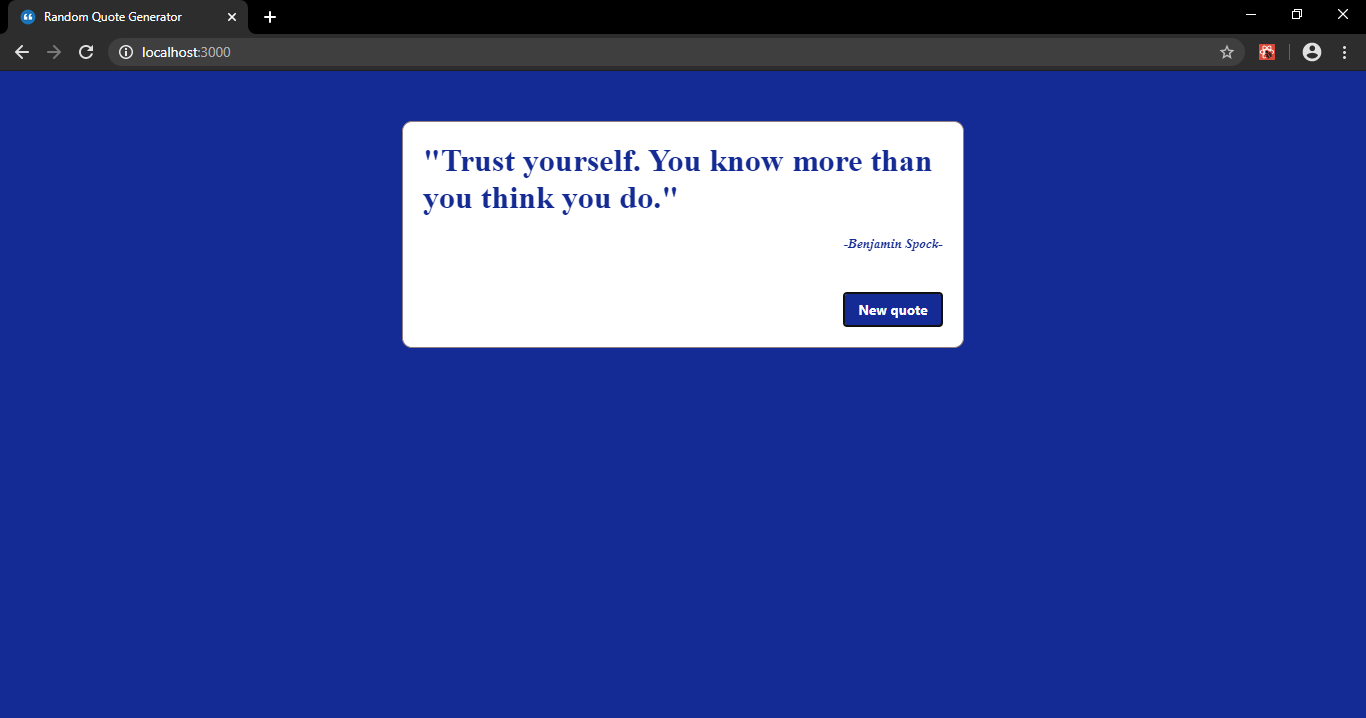 Random Quote Generator
localhost:3000
"Trust yourself. You know more than
you think you do."
-Benjamin Spock-
New quote